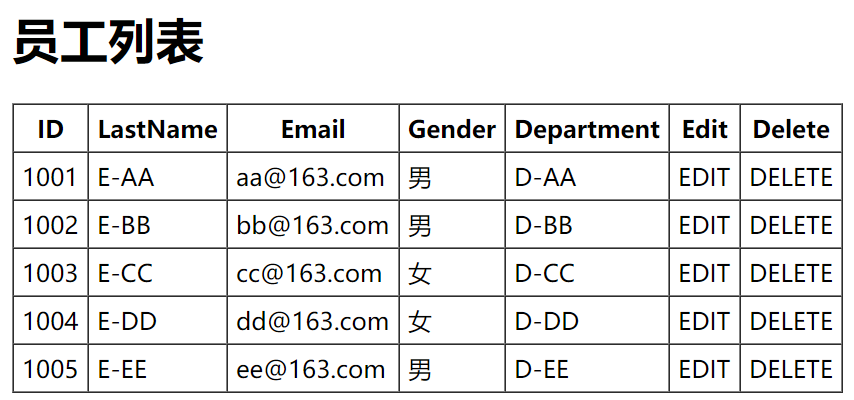 员工列表
ID LastName Email Gender Department Edit Delete
1001 E-AA aa@163.com 男 D-AA EDIT DELETE
1002 E-BB bb@163.com 男 D-BB EDIT DELETE
1003 E-CC cc@163.com 女 D-CC EDIT DELETE
1004 E-DD dd@163.com 女 D-DD EDIT DELETE
1005 E-EE ee@163.com 男 D-EE EDIT DELETE